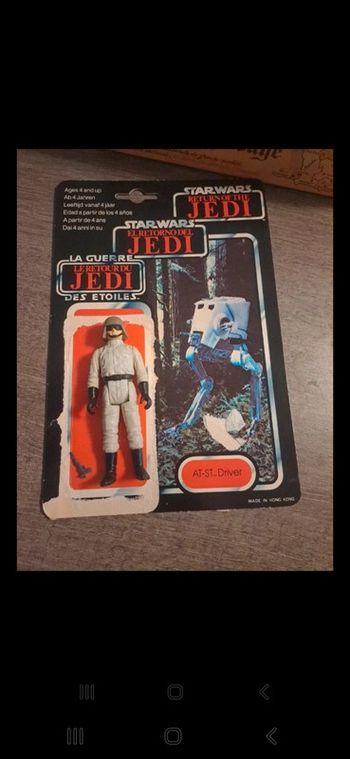 Ages 4 and up
Ab 4 Jahren
Leeftijd vanaf 4 jaar
Edad a partir de los 4 años
A partir de 4 ans
Dai 4 anni in su
STAR WARS
RETURN OF THE
JEDI
STAR WARS
EL RETORNO DEL
JEDI
LA GUERRE
LE RETOUR DU
JEDI
DES ETOILES
AT-ST™ Driver
MADE IN HONG KONG